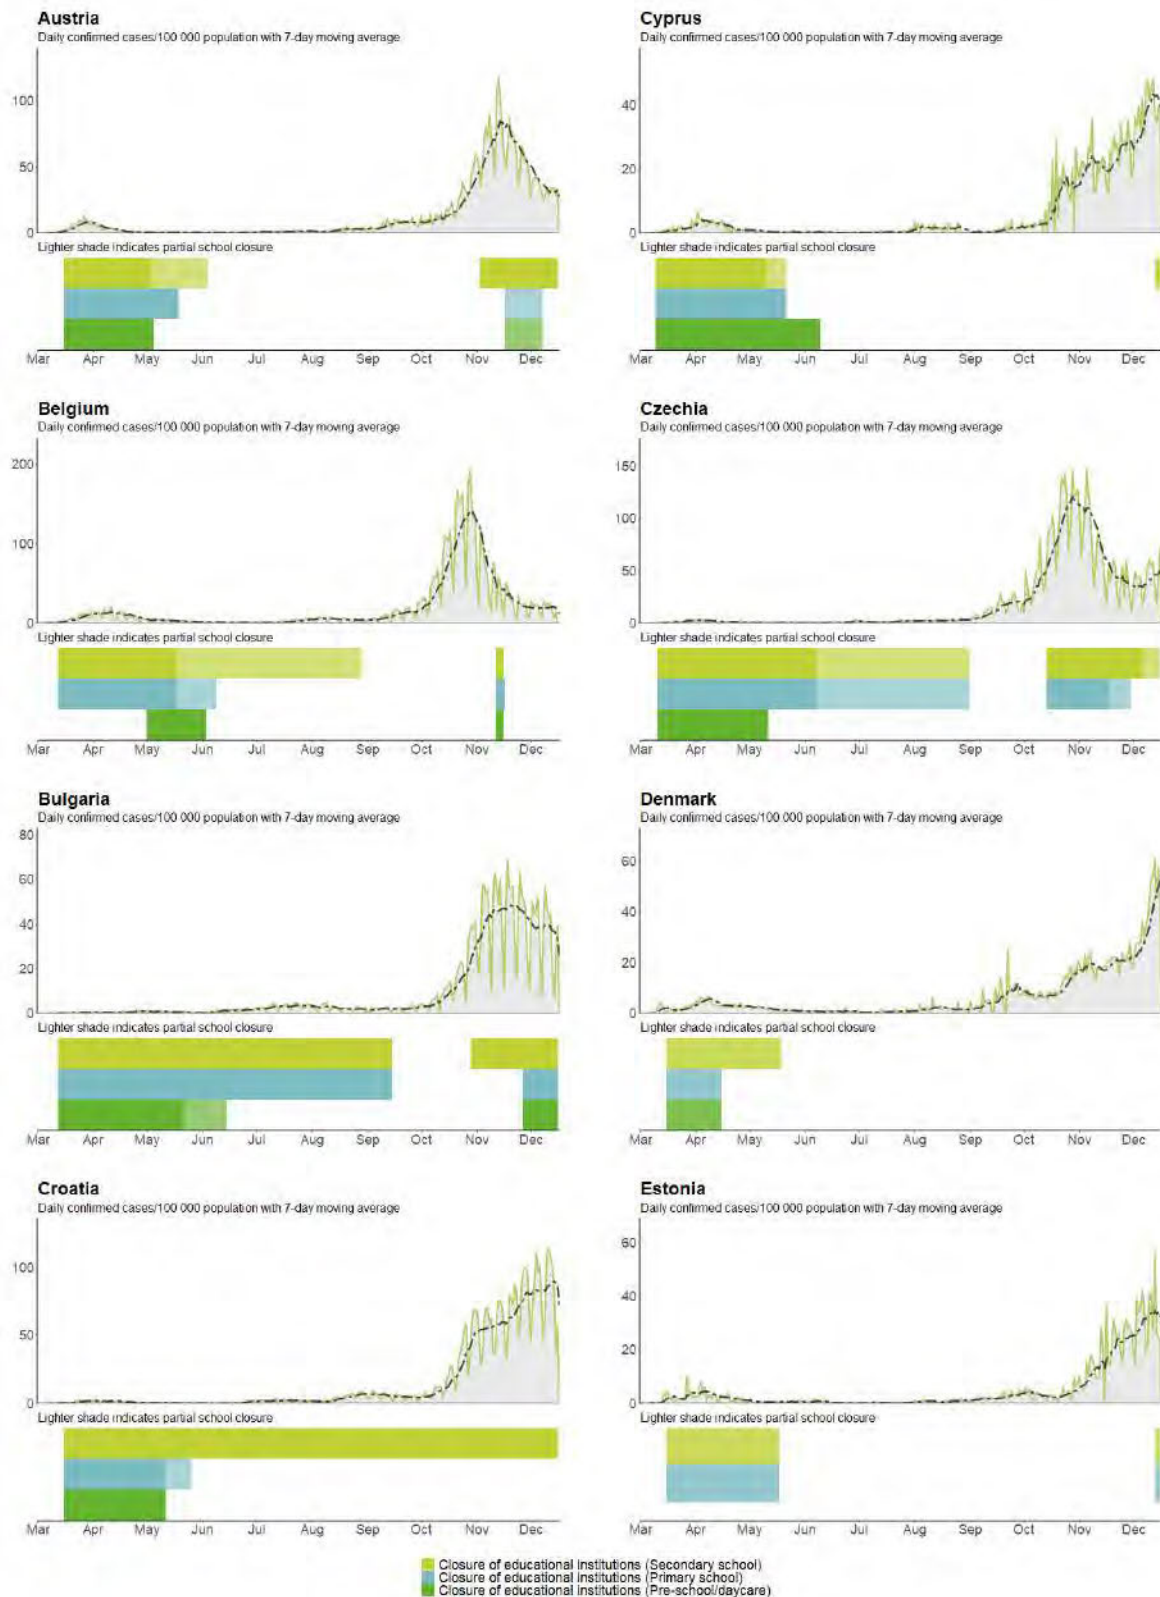 Austria
Daily confirmed cases/100 000 population with 7-day moving average
100
50
0
Lighter shade indicates partial school closure
Mar Apr May Jun Jul Aug Sep Oct Nov Dec
Cyprus
Daily confirmed cases/100 000 population with 7-day moving average
40
20
0
Lighter shade indicates partial school closure
Mar Apr May Jun Jul Aug Sep Oct Nov Dec
Belgium
Daily confirmed cases/100 000 population with 7-day moving average
200
100
0
Lighter shade indicates partial school closure
Mar Apr May Jun Jul Aug Sep Oct Nov Dec
Czechia
Daily confirmed cases/100 000 population with 7-day moving average
150
100
50
0
Lighter shade indicates partial school closure
Mar Apr May Jun Jul Aug Sep Oct Nov Dec
Bulgaria
Daily confirmed cases/100 000 population with 7-day moving average
80
60
40
20
0
Lighter shade indicates partial school closure
Mar Apr May Jun Jul Aug Sep Oct Nov Dec
Denmark
Daily confirmed cases/100 000 population with 7-day moving average
60
40
20
0
Lighter shade indicates partial school closure
Mar Apr May Jun Jul Aug Sep Oct Nov Dec
Croatia
Daily confirmed cases/100 000 population with 7-day moving average
100
50
0
Lighter shade indicates partial school closure
Mar Apr May Jun Jul Aug Sep Oct Nov Dec
Estonia
Daily confirmed cases/100 000 population with 7-day moving average
60
40
20
0
Lighter shade indicates partial school closure
Mar Apr May Jun Jul Aug Sep Oct Nov Dec
Closure of educational institutions (Secondary school)
Closure of educational institutions (Primary school)
Closure of educational institutions (Pre-school/daycare)